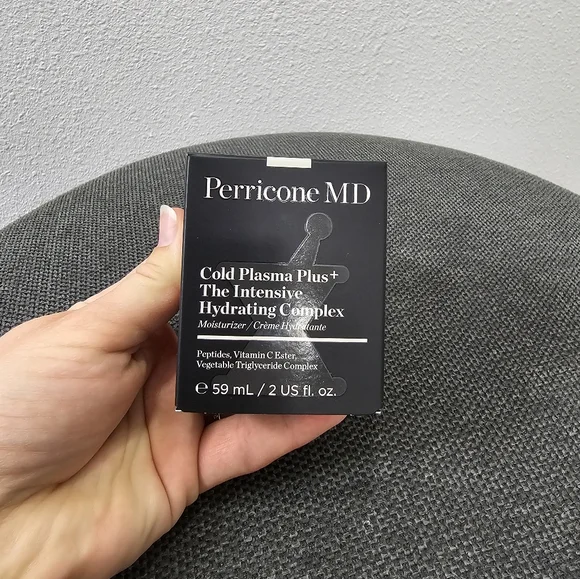 Perricone MD
Cold Plasma Plus+
The Intensive
Hydrating Complex
Moisturizer / Crème Hydratante
Peptides, Vitamin C Ester,
Vegetable Triglyceride Complex
℮ 59 mL / 2 US fl. oz.